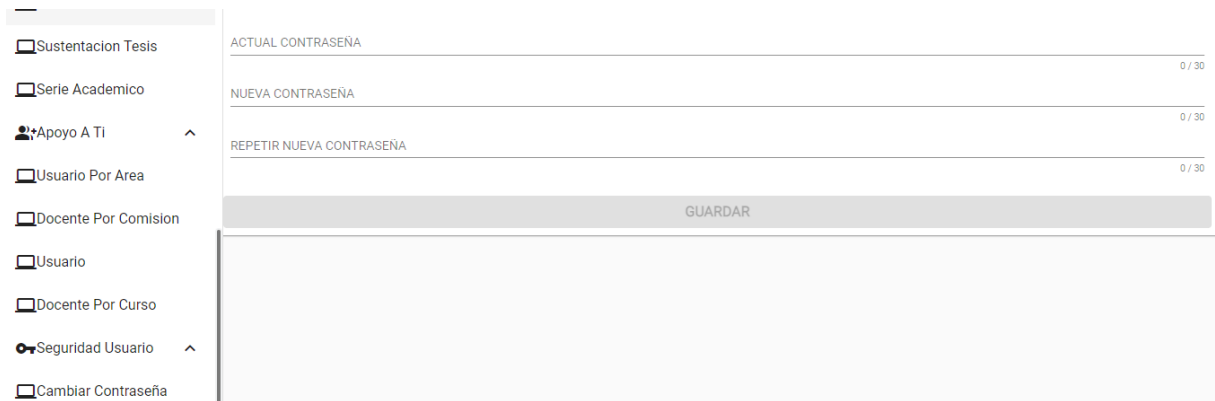 Sustentacion Tesis
Serie Academico
Apoyo A Ti
Usuario Por Area
Docente Por Comision
Usuario
Docente Por Curso
Seguridad Usuario
Cambiar Contraseña
ACTUAL CONTRASEÑA
0 / 30
NUEVA CONTRASEÑA
0 / 30
REPETIR NUEVA CONTRASEÑA
0 / 30
GUARDAR